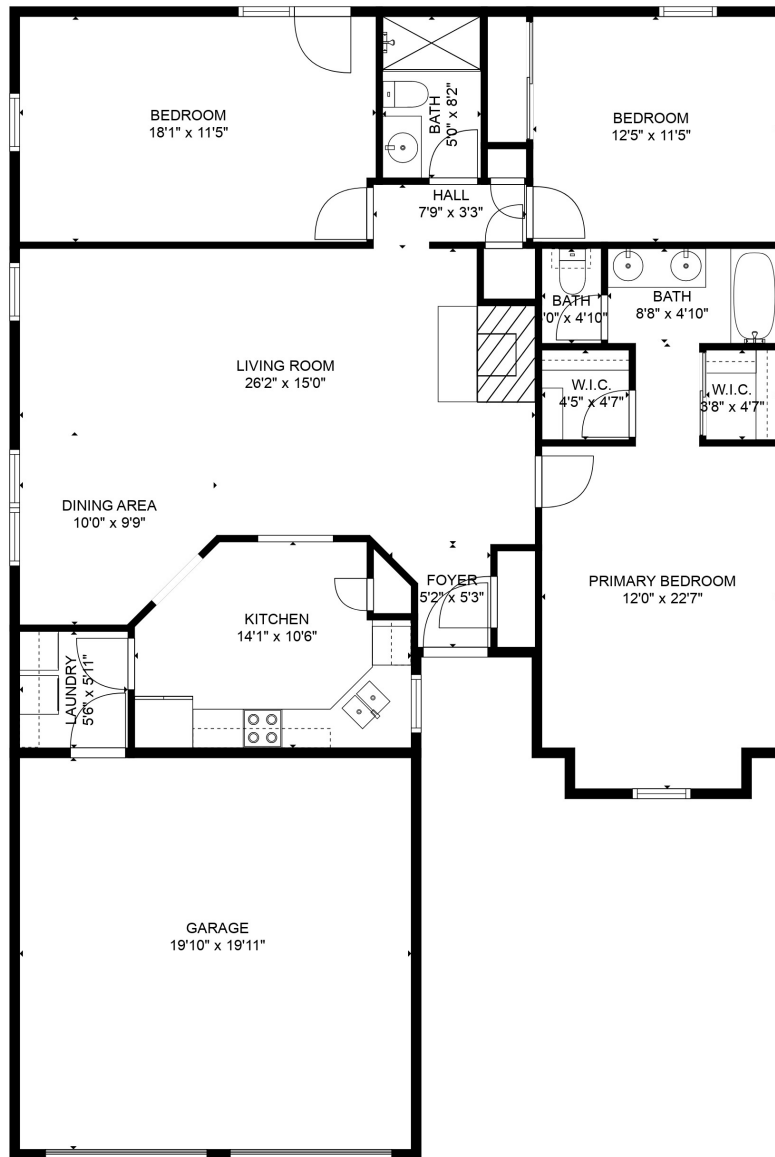 BEDROOM
18'1" x 11'5"
BATH
5'0" x 8'2"
BEDROOM
12'5" x 11'5"
HALL
7'9" x 3'3"
BATH
'0" x 4'10"
BATH
8'8" x 4'10"
LIVING ROOM
26'2" x 15'0"
W.I.C.
4'5" x 4'7"
W.I.C.
3'8" x 4'7"
DINING AREA
10'0" x 9'9"
FOYER
5'2" x 5'3"
PRIMARY BEDROOM
12'0" x 22'7"
KITCHEN
14'1" x 10'6"
LAUNDRY
5'6" x 5'11"
GARAGE
19'10" x 19'11"